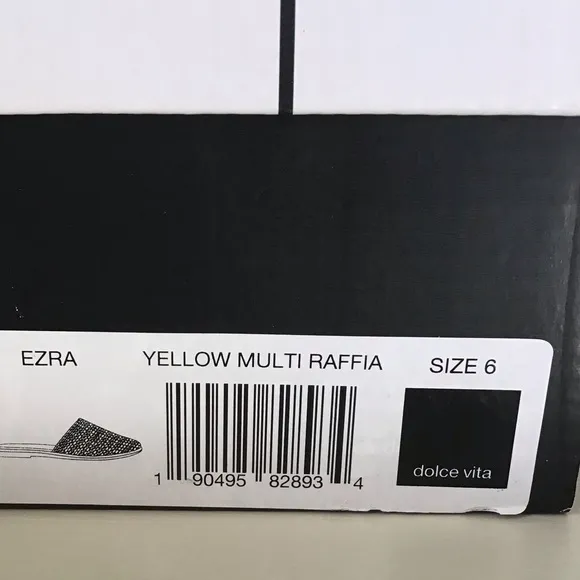 EZRA
YELLOW MULTI RAFFIA
SIZE 6
dolce vita
1 90495 82893 4